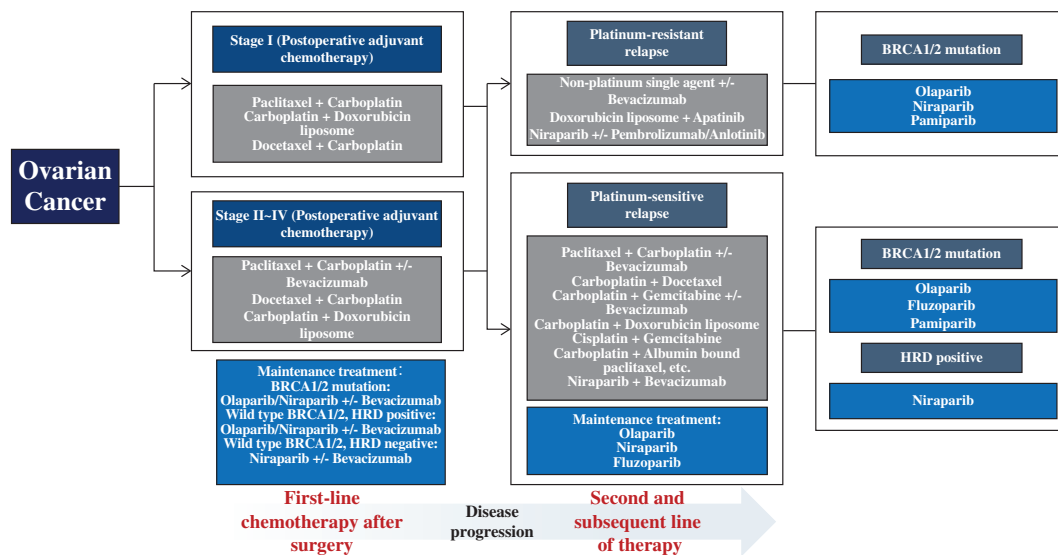 Ovarian
Cancer
Stage I (Postoperative adjuvant
chemotherapy)
Paclitaxel + Carboplatin
Carboplatin + Doxorubicin
liposome
Docetaxel + Carboplatin
Stage II~IV (Postoperative adjuvant
chemotherapy)
Paclitaxel + Carboplatin +/-
Bevacizumab
Docetaxel + Carboplatin
Carboplatin + Doxorubicin
liposome
Maintenance treatment:
BRCA1/2 mutation:
Olaparib/Niraparib +/- Bevacizumab
Wild type BRCA1/2, HRD positive:
Olaparib/Niraparib +/- Bevacizumab
Wild type BRCA1/2, HRD negative:
Niraparib +/- Bevacizumab
Platinum-resistant
relapse
Non-platinum single agent +/-
Bevacizumab
Doxorubicin liposome + Apatinib
Niraparib +/- Pembrolizumab/Anlotinib
Platinum-sensitive
relapse
Paclitaxel + Carboplatin +/-
Bevacizumab
Carboplatin + Docetaxel
Carboplatin + Gemcitabine +/-
Bevacizumab
Carboplatin + Doxorubicin liposome
Cisplatin + Gemcitabine
Carboplatin + Albumin bound
paclitaxel, etc.
Niraparib + Bevacizumab
Maintenance treatment:
Olaparib
Niraparib
Fluzoparib
BRCA1/2 mutation
Olaparib
Niraparib
Pamiparib
BRCA1/2 mutation
Olaparib
Fluzoparib
Pamiparib
HRD positive
Niraparib
First-line
chemotherapy after
surgery
Disease
progression
Second and
subsequent line
of therapy